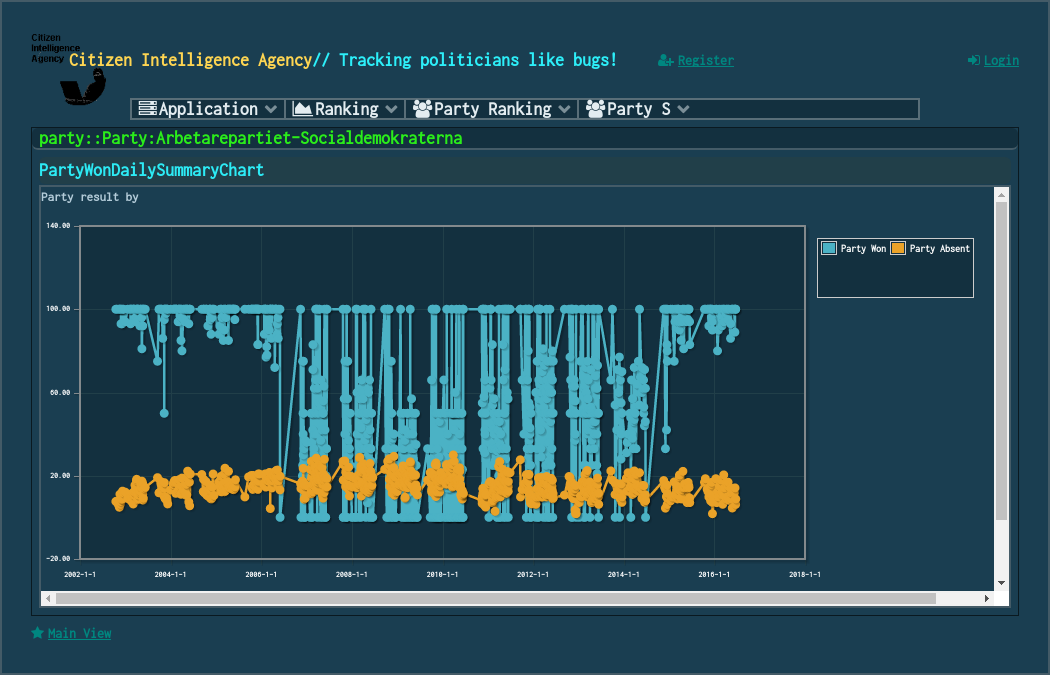 Citizen
Intelligence
Agency
Citizen Intelligence Agency// Tracking politicians like bugs!
Register
Login
Application
Ranking
Party Ranking
Party S
party::Party:Arbetarepartiet-Socialdemokraterna
PartyWonDailySummaryChart
Party result by
140.00
100.00
60.00
20.00
-20.00
2002-1-1
2004-1-1
2006-1-1
2008-1-1
2010-1-1
2012-1-1
2014-1-1
2016-1-1
2018-1-1
Party Won
Party Absent
Main View